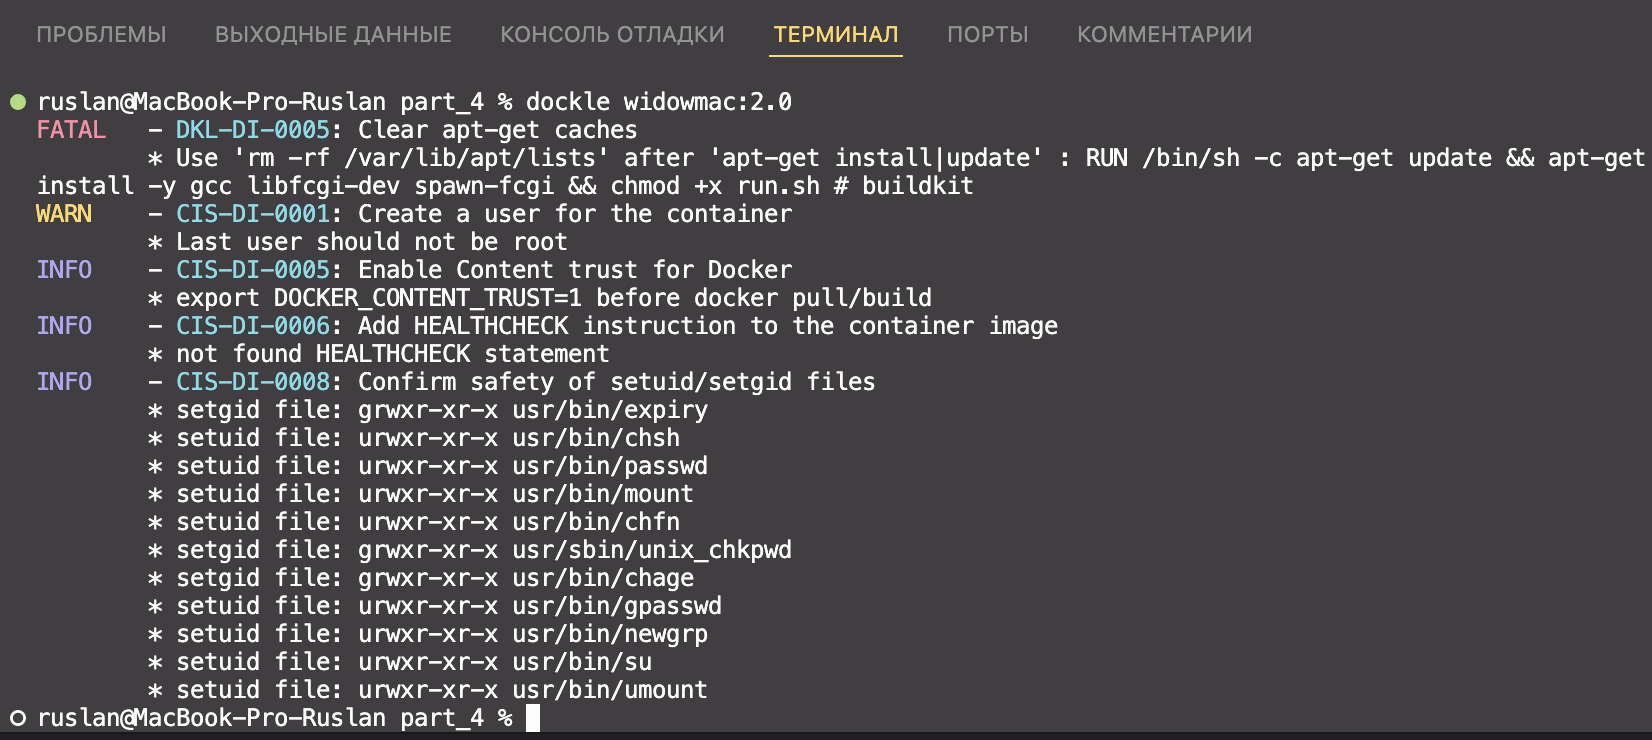 ПРОБЛЕМЫ ВЫХОДНЫЕ ДАННЫЕ КОНСОЛЬ ОТЛАДКИ ТЕРМИНАЛ ПОРТЫ КОММЕНТАРИИ
ruslan@MacBook-Pro-Ruslan part_4 % dockle widowmac:2.0
FATAL - DKL-DI-0005: Clear apt-get caches
* Use 'rm -rf /var/lib/apt/lists' after 'apt-get install|update' : RUN /bin/sh -c apt-get update && apt-get
install -y gcc libfcgi-dev spawn-fcgi && chmod +x run.sh # buildkit
WARN - CIS-DI-0001: Create a user for the container
* Last user should not be root
INFO - CIS-DI-0005: Enable Content trust for Docker
* export DOCKER_CONTENT_TRUST=1 before docker pull/build
INFO - CIS-DI-0006: Add HEALTHCHECK instruction to the container image
* not found HEALTHCHECK statement
INFO - CIS-DI-0008: Confirm safety of setuid/setgid files
* setgid file: grwxr-xr-x usr/bin/expiry
* setuid file: urwxr-xr-x usr/bin/chsh
* setuid file: urwxr-xr-x usr/bin/passwd
* setuid file: urwxr-xr-x usr/bin/mount
* setuid file: urwxr-xr-x usr/bin/chfn
* setgid file: grwxr-xr-x usr/sbin/unix_chkpwd
* setgid file: grwxr-xr-x usr/bin/chage
* setuid file: urwxr-xr-x usr/bin/gpasswd
* setuid file: urwxr-xr-x usr/bin/newgrp
* setuid file: urwxr-xr-x usr/bin/su
* setuid file: urwxr-xr-x usr/bin/umount
ruslan@MacBook-Pro-Ruslan part_4 %